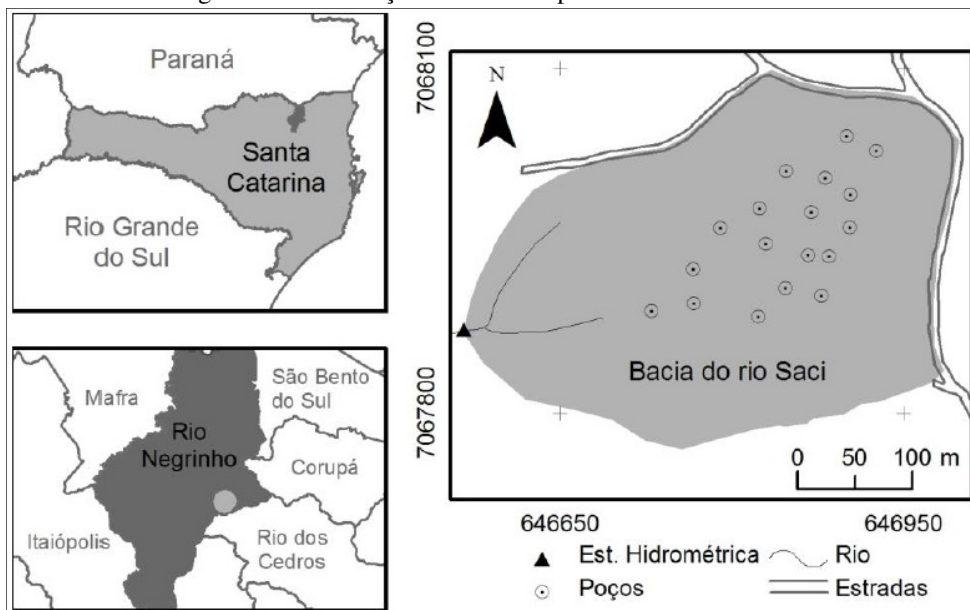 Paraná
Santa
Catarina
Rio Grande
do Sul
Mafra
São Bento
do Sul
Rio
Negrinho
Corupá
Itaiópolis
Rio dos
Cedros
7068100
7067800
N
Bacia do rio Saci
0 50 100 m
646650 646950
Est. Hidrométrica Rio
Poços Estradas